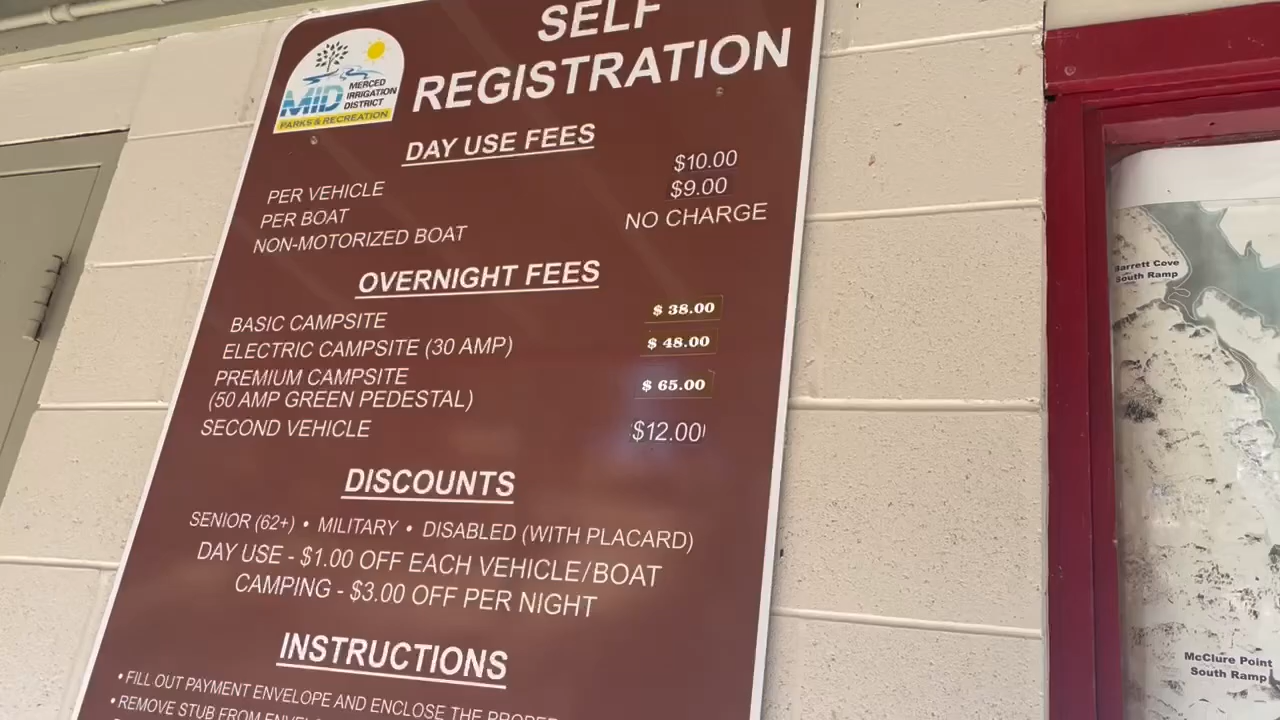 SELF
REGISTRATION
MID
MERCED
IRRIGATION
DISTRICT
PARKS & RECREATION
DAY USE FEES
PER VEHICLE $10.00
PER BOAT $9.00
NON-MOTORIZED BOAT NO CHARGE
OVERNIGHT FEES
BASIC CAMPSITE $ 38.00
ELECTRIC CAMPSITE (30 AMP) $ 48.00
PREMIUM CAMPSITE
(50 AMP GREEN PEDESTAL) $ 65.00
SECOND VEHICLE $12.00
DISCOUNTS
SENIOR (62+) • MILITARY • DISABLED (WITH PLACARD)
DAY USE - $1.00 OFF EACH VEHICLE/BOAT
CAMPING - $3.00 OFF PER NIGHT
INSTRUCTIONS
• FILL OUT PAYMENT ENVELOPE AND ENCLOSE THE
• REMOVE STUB FROM
Barrett Cove
South Ramp
McClure Point
South Ramp